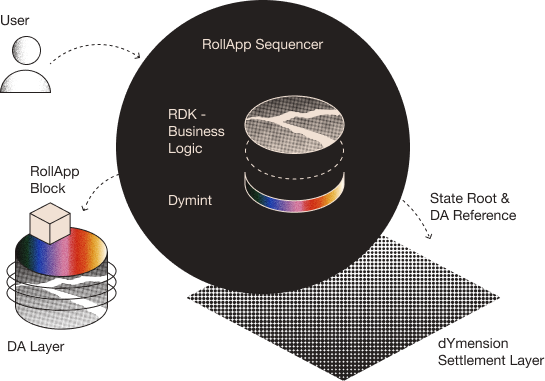 User
RollApp Sequencer
RDK -
Business
Logic
Dymint
RollApp
Block
State Root &
DA Reference
DA Layer
dYmension
Settlement Layer